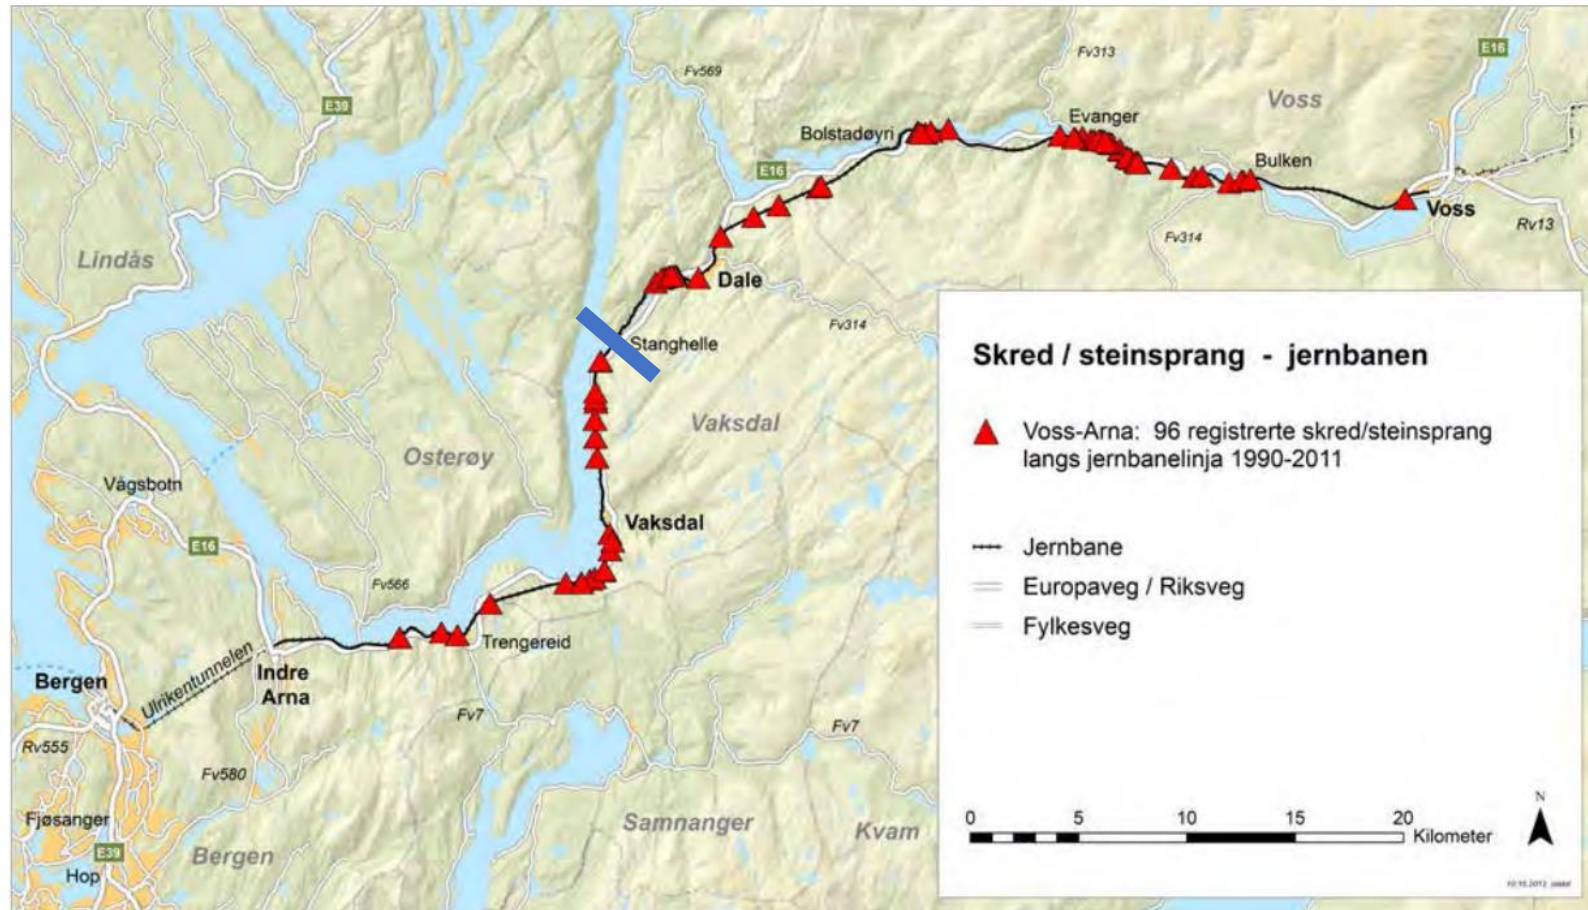 E16
Fv313
Fv569
Voss
E39
Evanger
Bolstadøyri
Bulken
E16
Voss
Rv13
Fv314
Lindås
Dale
Fv314
Stanghelle
Skred / steinsprang - jernbanen
Vaksdal
Voss-Arna: 96 registrerte skred/steinsprang
langs jernbanelinja 1990-2011
Osterøy
Vågsbotn
Vaksdal
E16
Jernbane
Fv566
Europaveg / Riksveg
Fylkesveg
Trengereid
Ulrikentunnelen
Indre
Arna
Bergen
Fv7
Fv7
Rv555
Fv580
N
Fjøsanger
Samnanger
Kvam
0 5 10 15 20
Kilometer
E39
Bergen
Hop